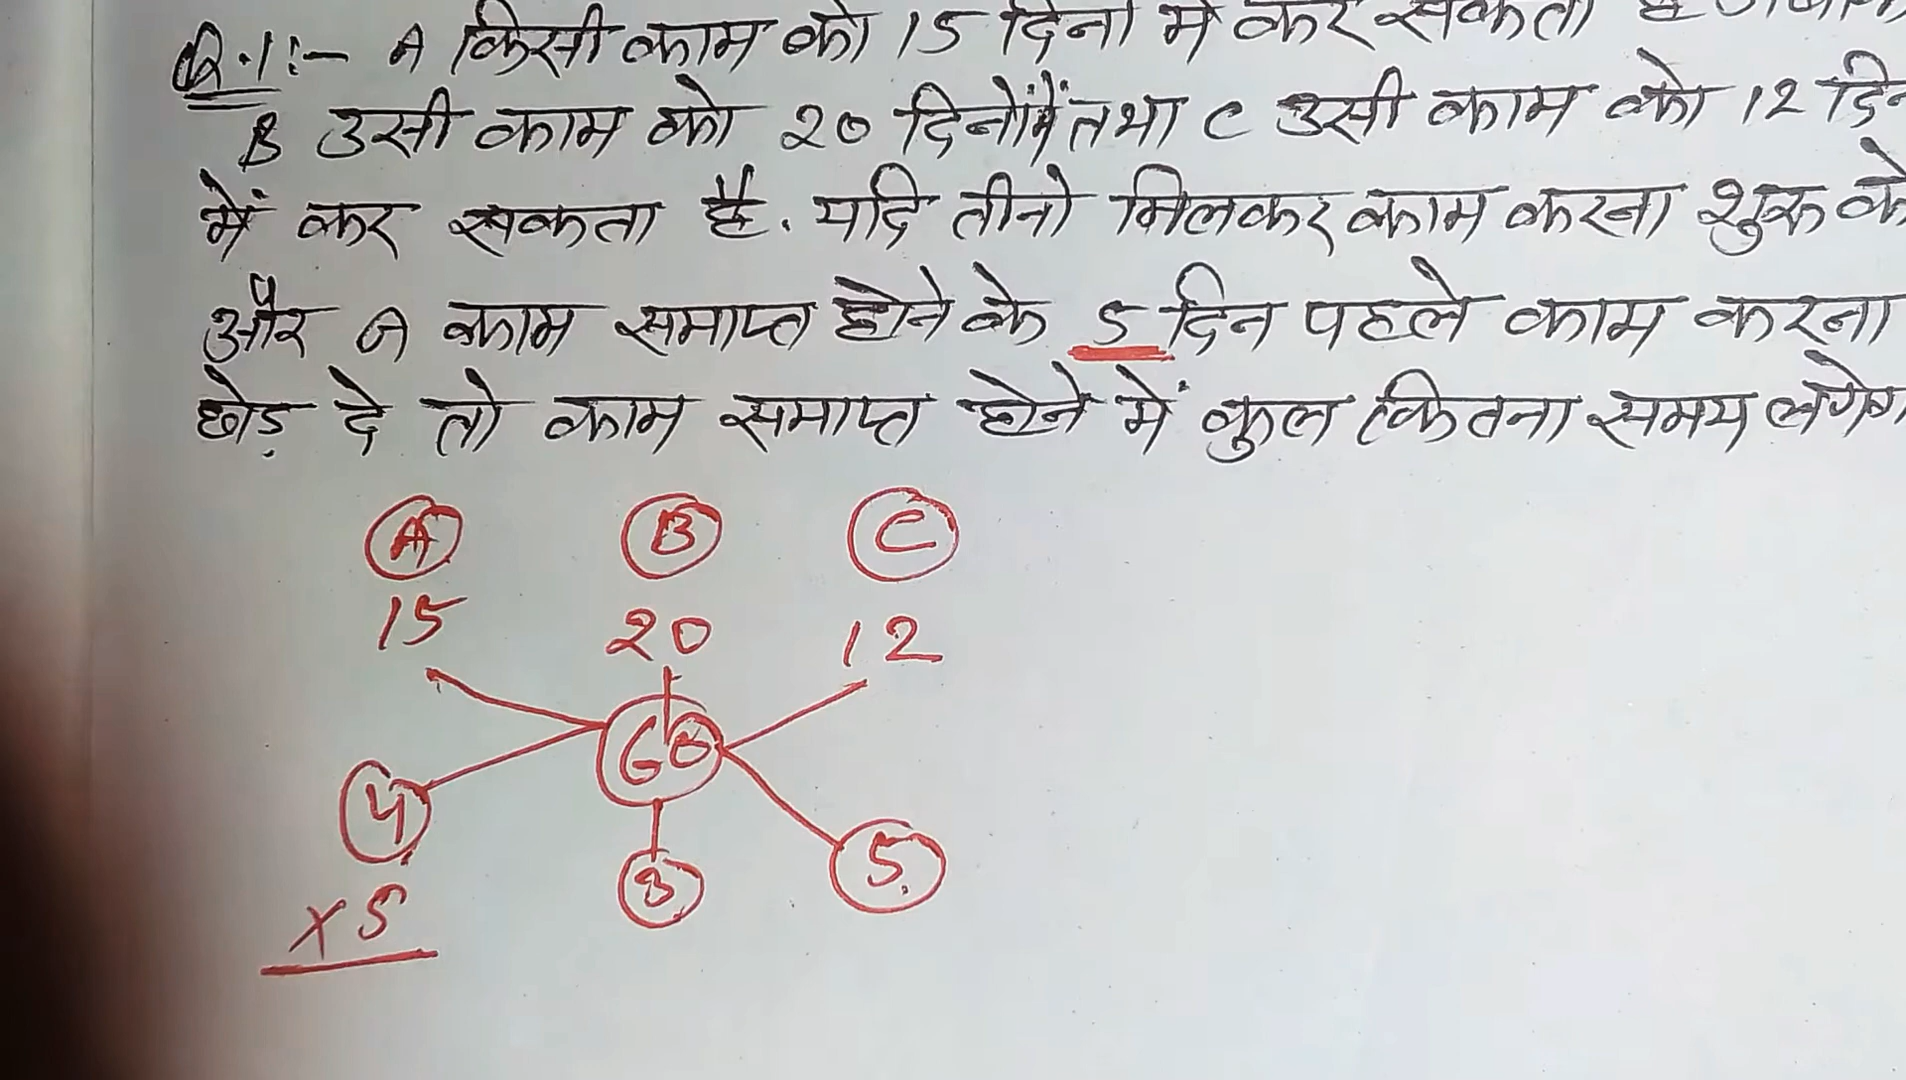 Q.1:- A किसी काम को 15 दिनों में कर सकता है
B उसी काम को 20 दिनों में तथा C उसी काम को 12
में कर सकता है. यदि तीनो मिलकर काम करना शुरू
और A काम समाप्त होने के 5 दिन पहले काम करना
छोड़ दे तो काम समाप्त होने में कुल कितना समय
A B C
15 20 12
60
4 3 5
x 5